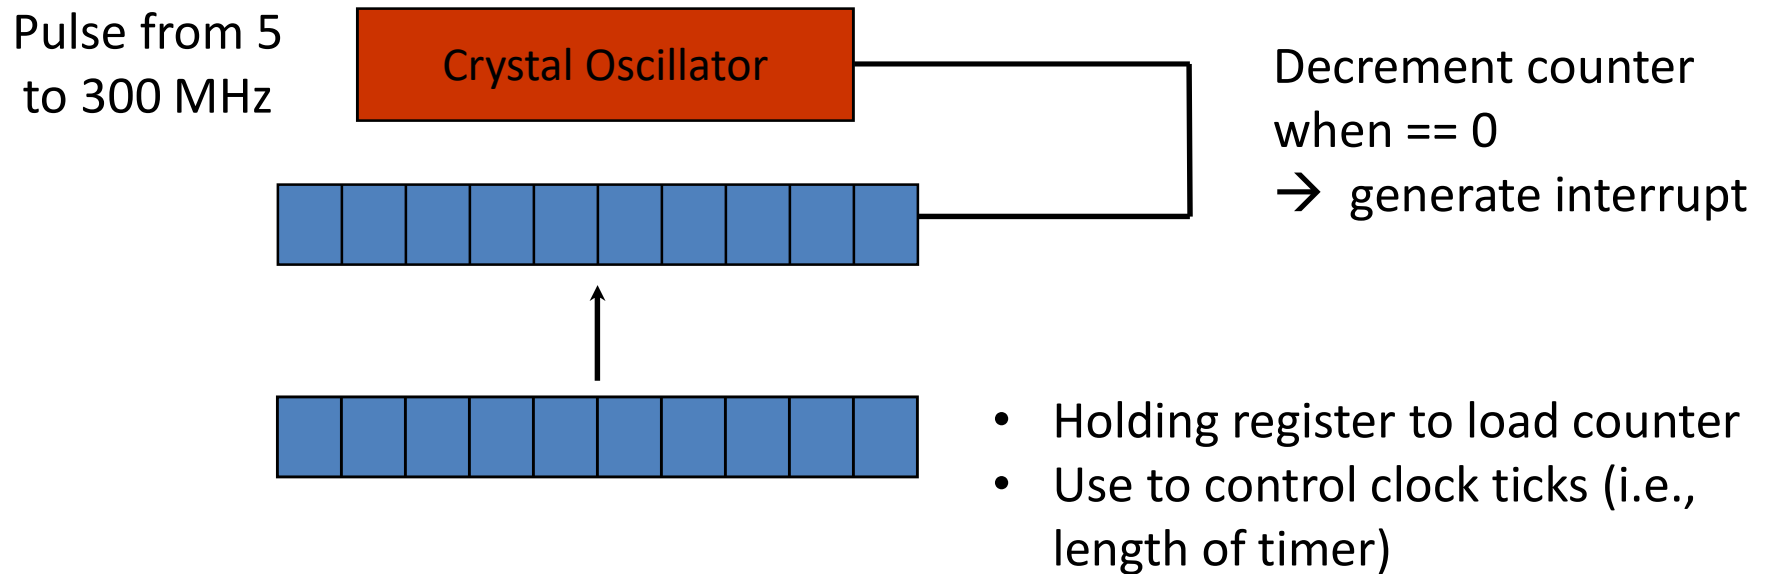 Pulse from 5
to 300 MHz
Crystal Oscillator
Decrement counter
when == 0
→ generate interrupt
• Holding register to load counter
• Use to control clock ticks (i.e.,
length of timer)